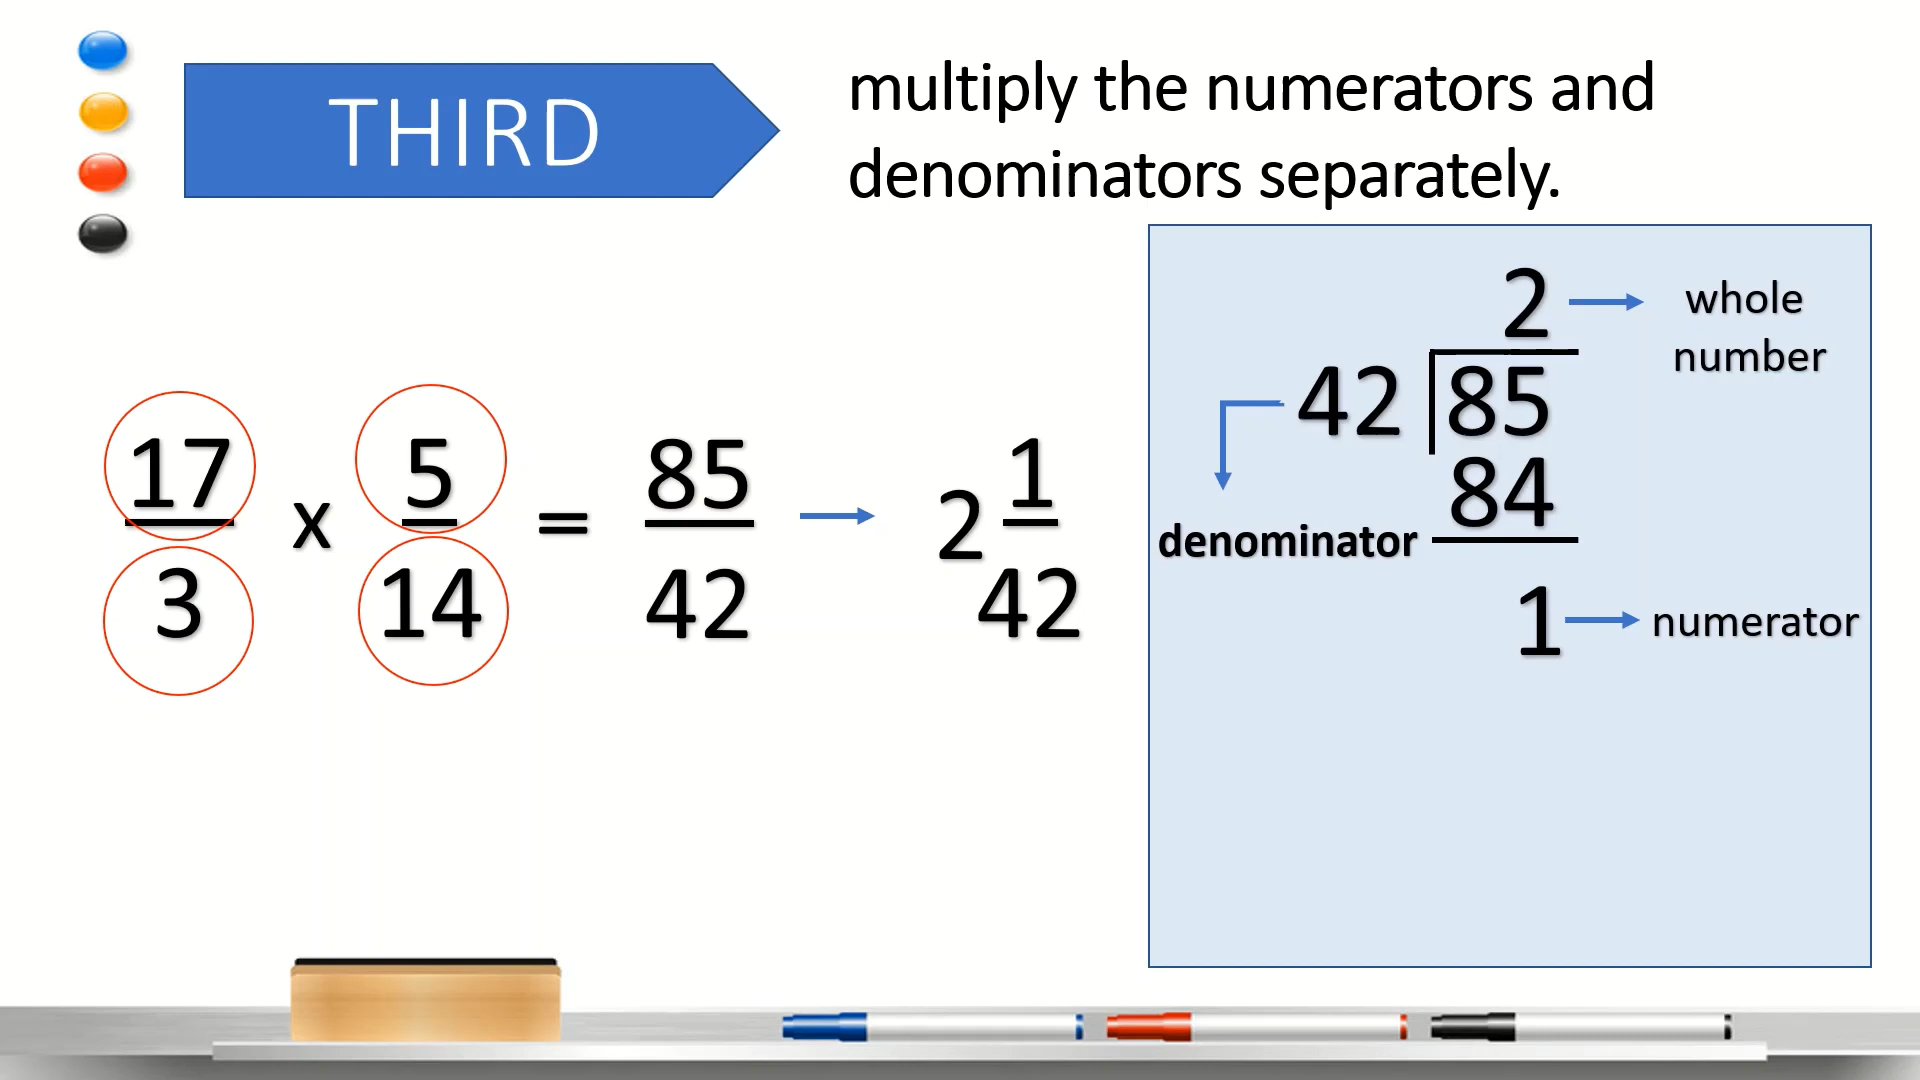 THIRD
multiply the numerators and
denominators separately.
17/3 x 5/14 = 85/42 → 2 1/42
2 → whole
number
42 85
84
denominator
1 → numerator